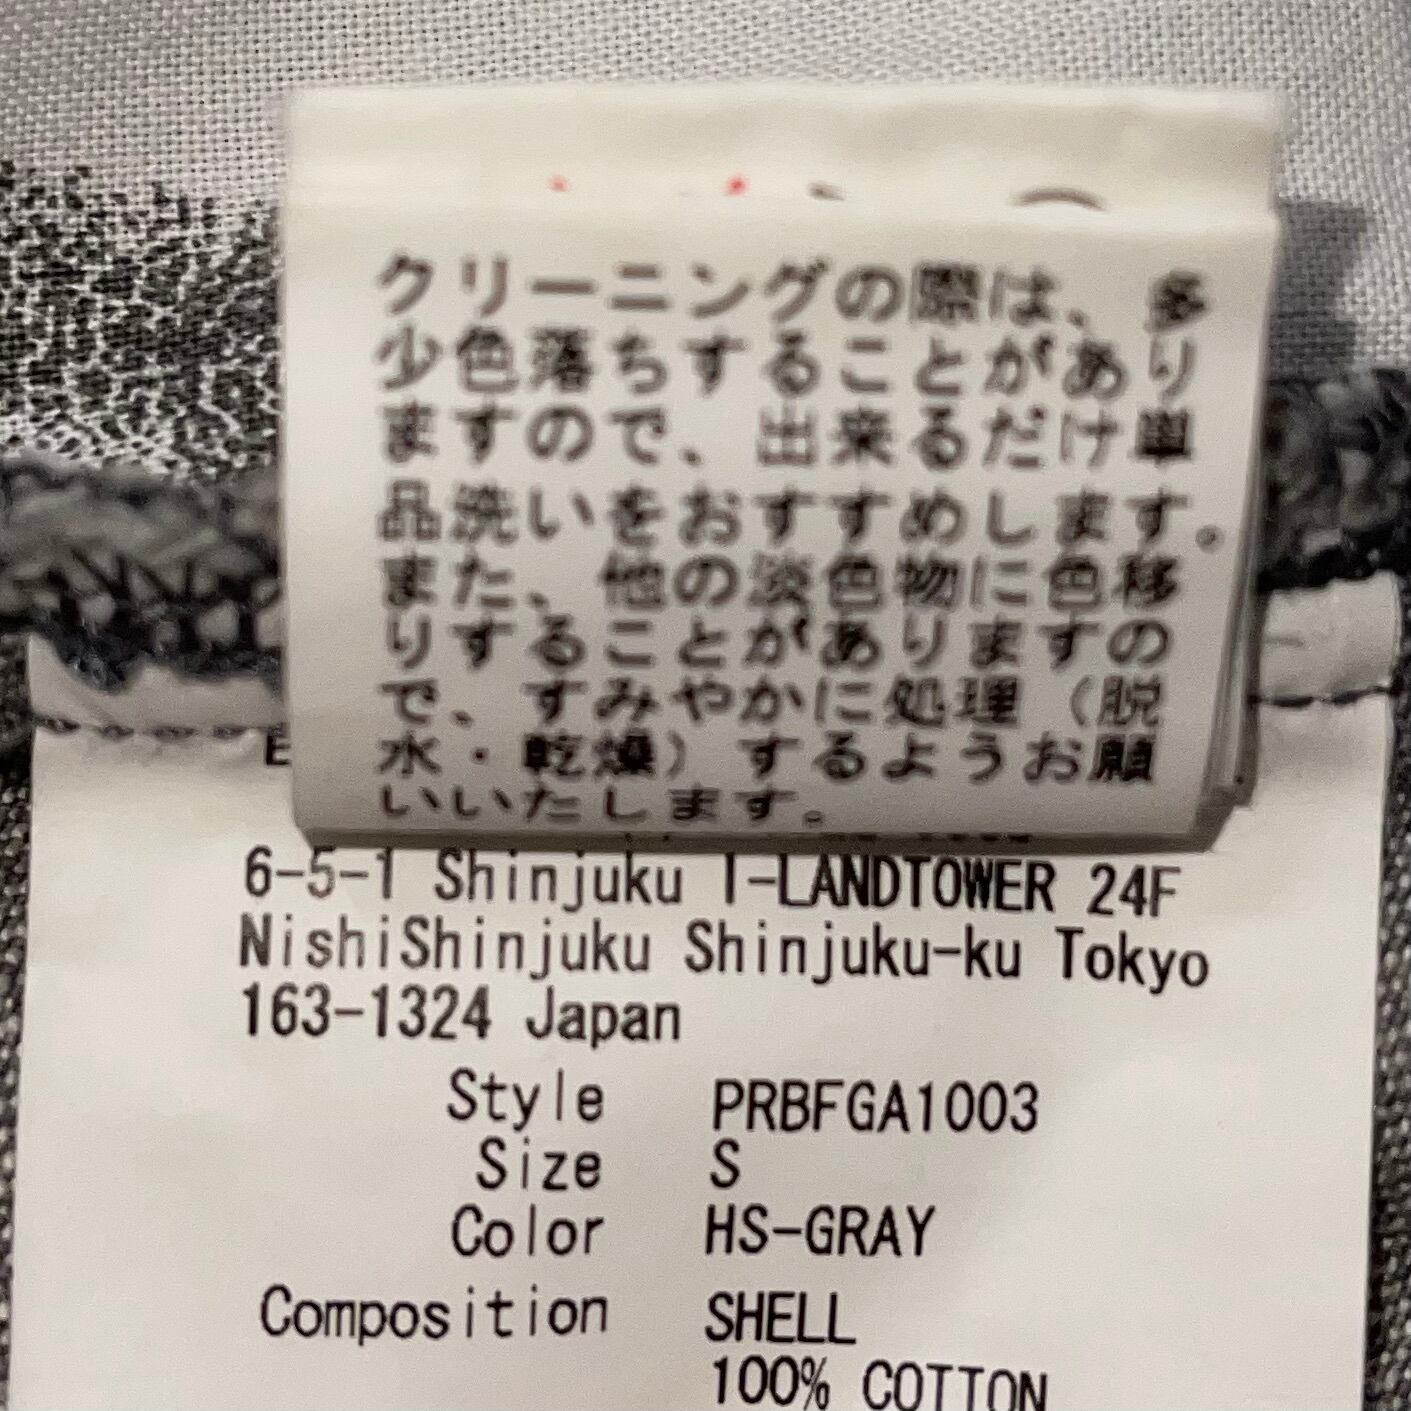 クリーニングの際は、多
少色落ちすることがあり
ますので、出来るだけ単
品洗いをおすすめします。
また、他の淡色物に色移
りすることがありますの
で、すみやかに処理（脱
水・乾燥）するようお願
いいたします。
6-5-1 Shinjuku I-LANDTOWER 24F
NishiShinjuku Shinjuku-ku Tokyo
163-1324 Japan
Style PRBFGA1003
Size S
Color HS-GRAY
Composition SHELL
100% COTTON